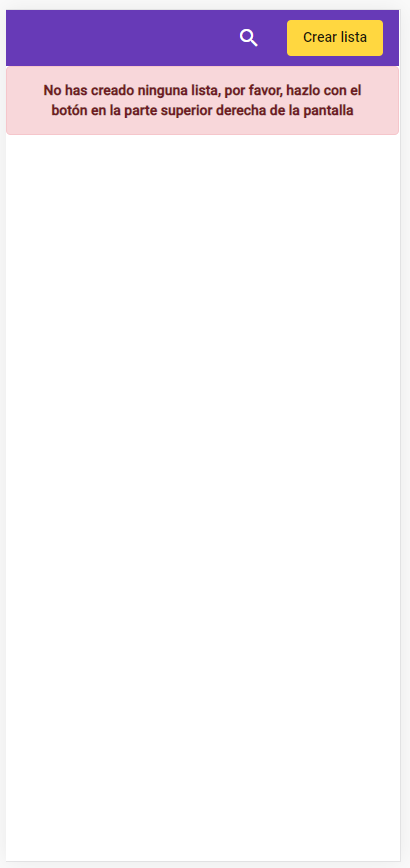 Crear lista
No has creado ninguna lista, por favor, hazlo con el
botón en la parte superior derecha de la pantalla